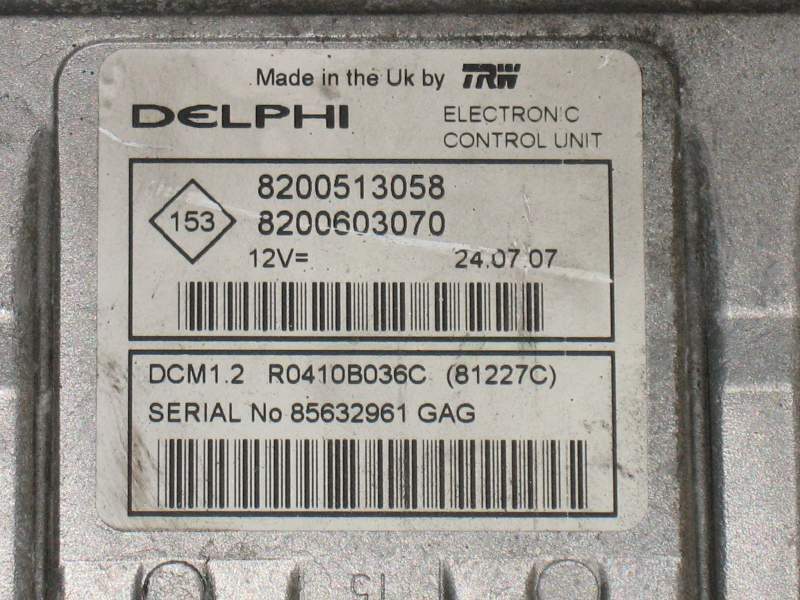 Made in the Uk by TRW
DELPHI
ELECTRONIC
CONTROL UNIT
153
8200513058
8200603070
12V= 24.07.07
DCM1.2 R0410B036C (81227C)
SERIAL No 85632961 GAG
15